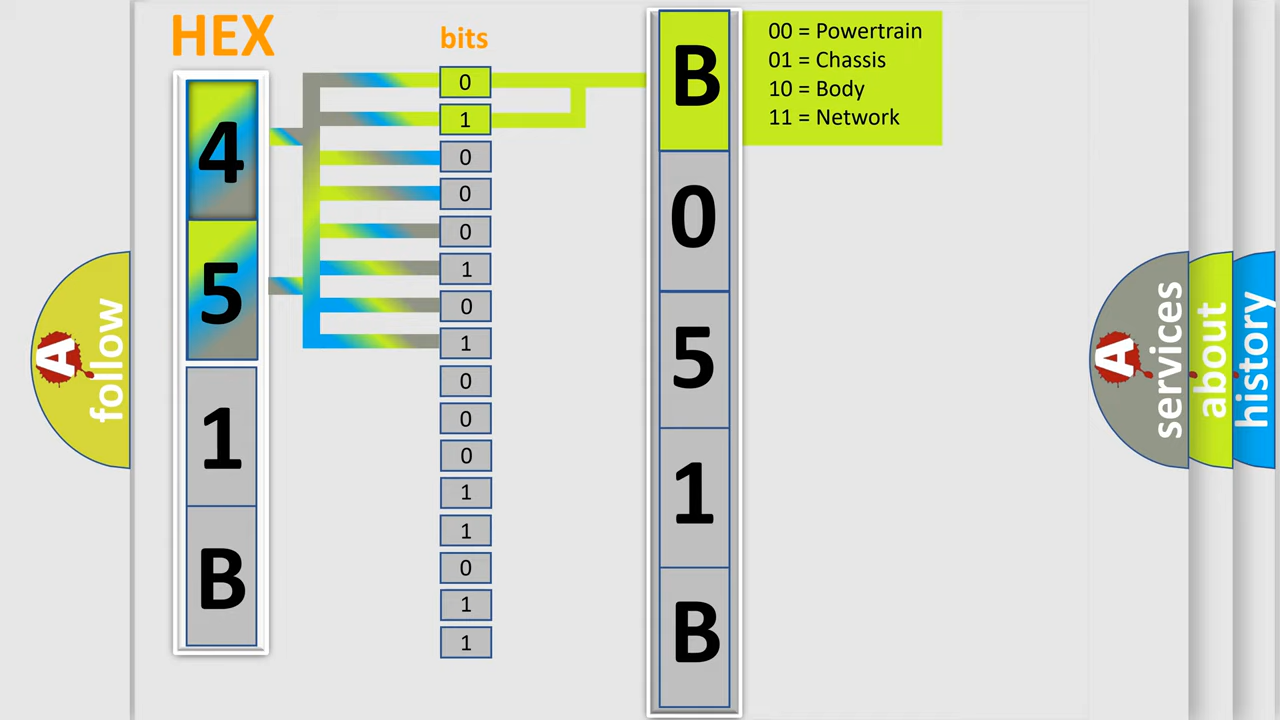 HEX
bits
4
5
1
B
0
1
0
0
0
1
0
1
0
0
0
1
1
0
1
1
B
0
5
1
B
00 = Powertrain
01 = Chassis
10 = Body
11 = Network
A
follow
A
services
about
history